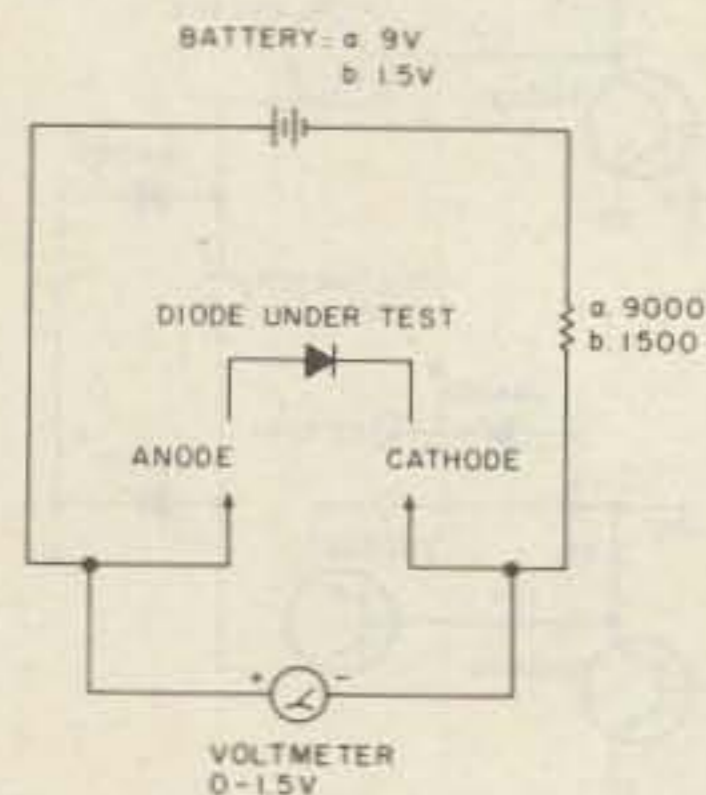 BATTERY: a 9V
b 1.5V
DIODE UNDER TEST
a. 9000
b. 1500
ANODE
CATHODE
+ -
VOLTMETER
0-1.5V